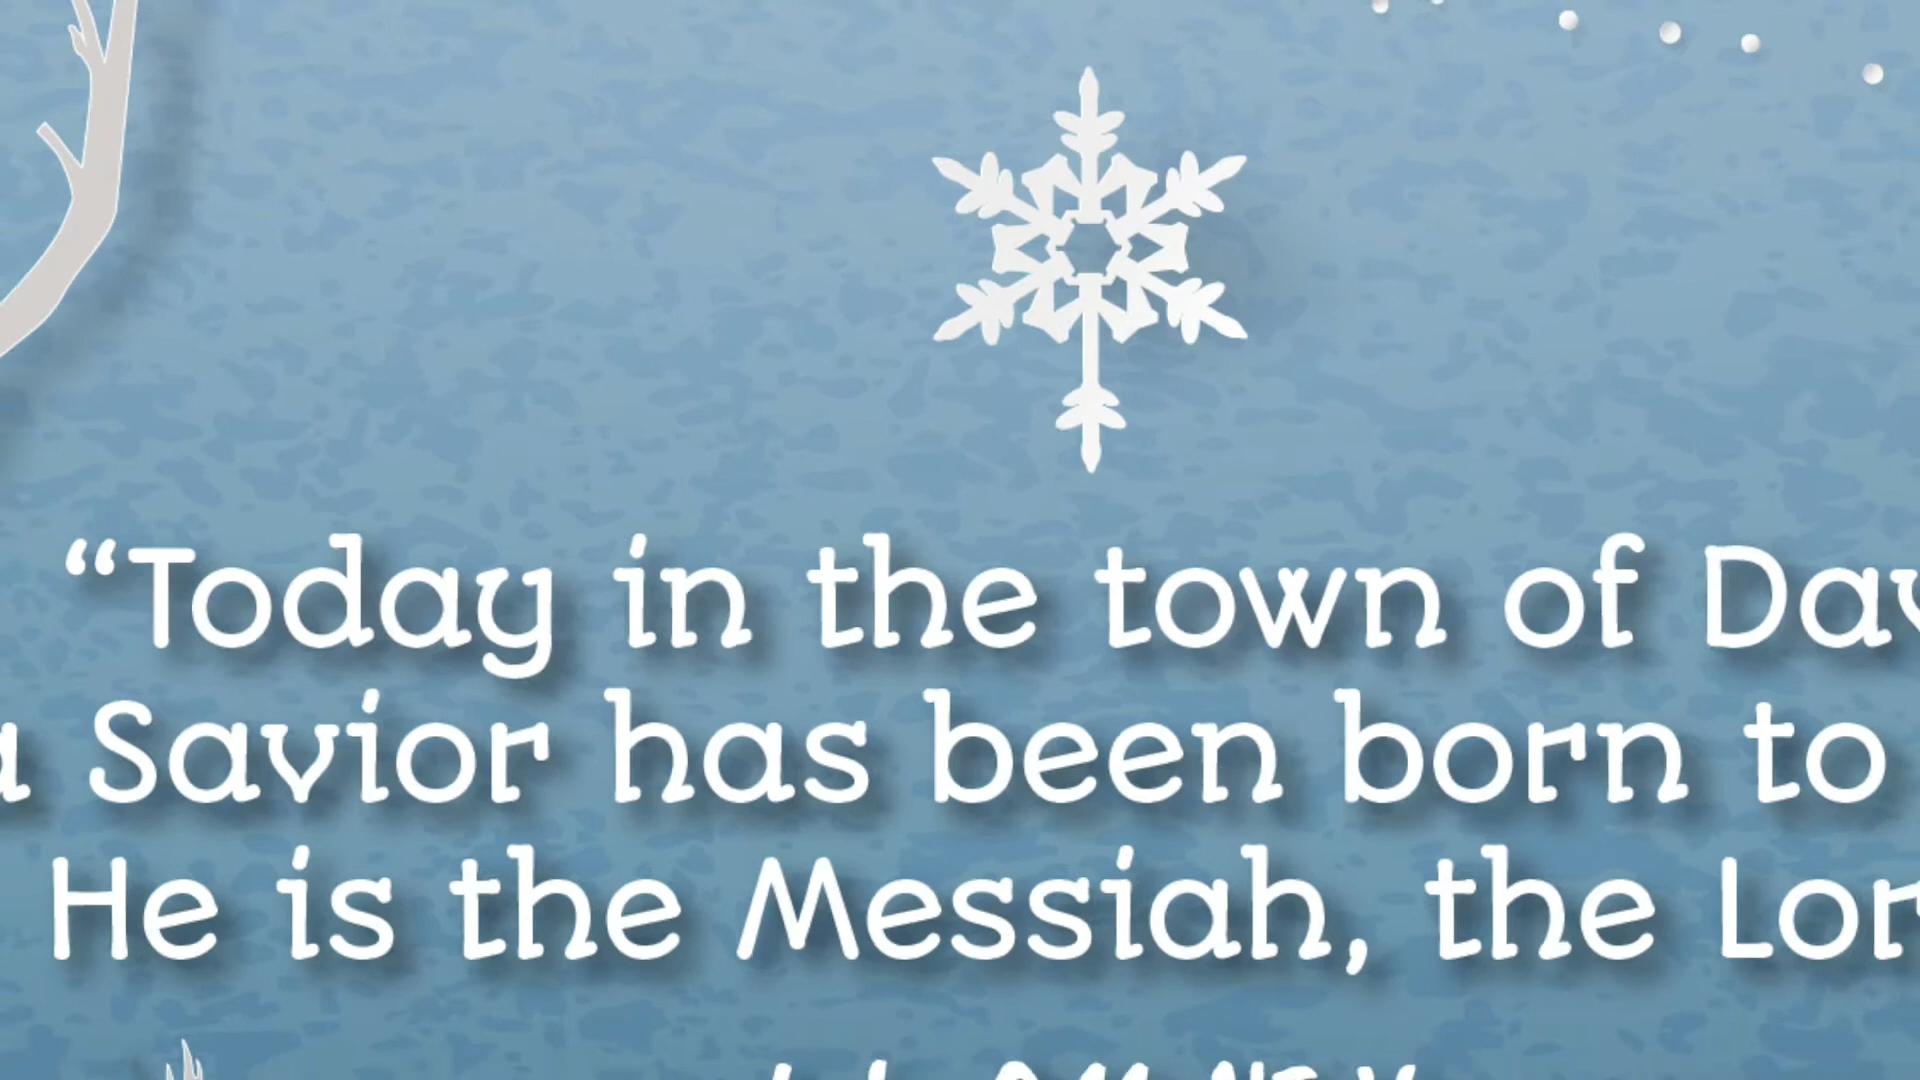 “Today in the town of Dav
a Savior has been born to
He is the Messiah, the Lor